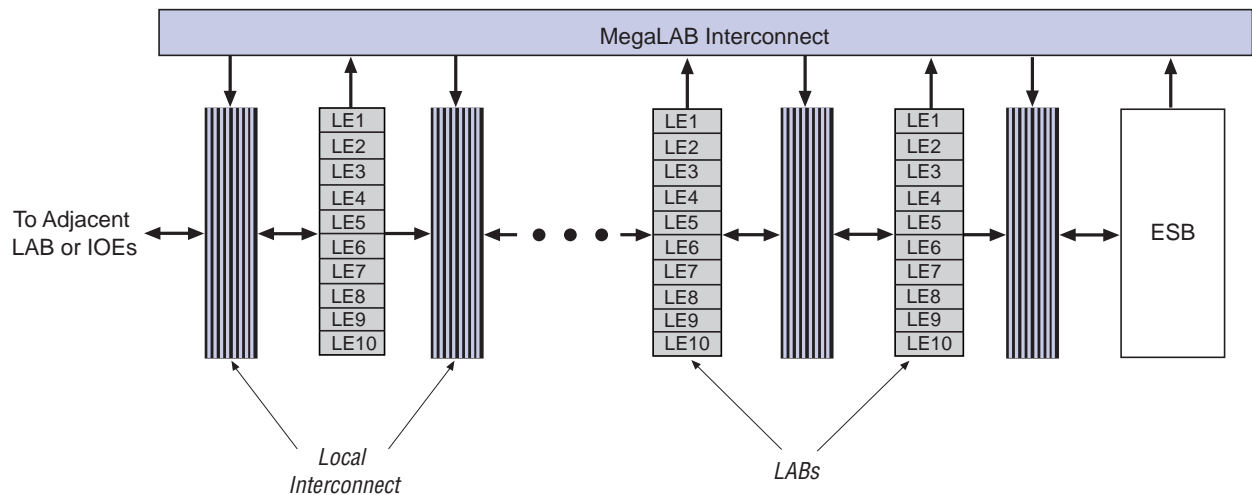 MegaLAB Interconnect
To Adjacent
LAB or IOEs
LE1
LE2
LE3
LE4
LE5
LE6
LE7
LE8
LE9
LE10
LE1
LE2
LE3
LE4
LE5
LE6
LE7
LE8
LE9
LE10
LE1
LE2
LE3
LE4
LE5
LE6
LE7
LE8
LE9
LE10
ESB
Local
Interconnect
LABs